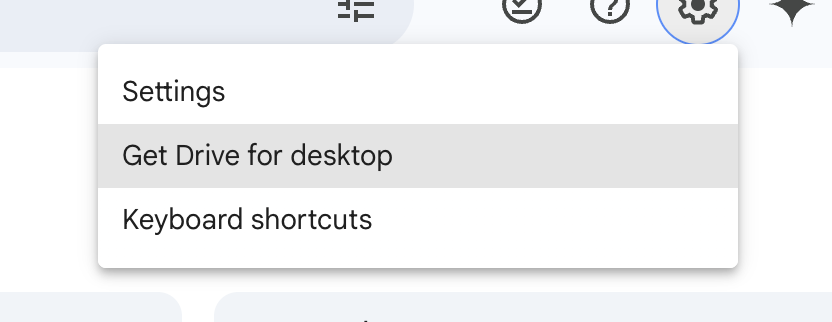 Settings
Get Drive for desktop
Keyboard shortcuts